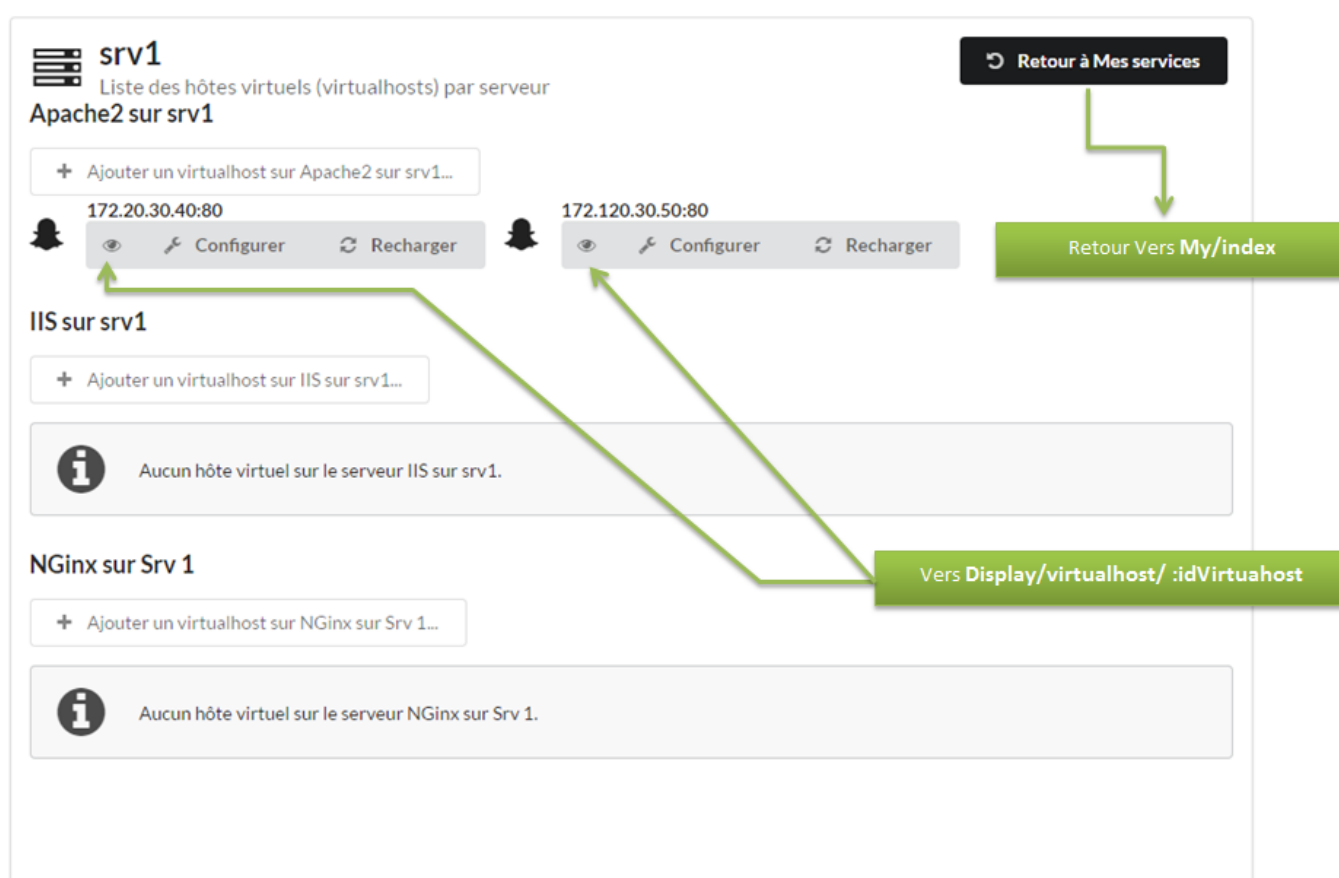 srv1
Retour à Mes services
Liste des hôtes virtuels (virtualhosts) par serveur
Apache2 sur srv1
+ Ajouter un virtualhost sur Apache2 sur srv1...
172.20.30.40:80
172.120.30.50:80
Configurer Recharger
Configurer Recharger
Retour Vers My/index
IIS sur srv1
+ Ajouter un virtualhost sur IIS sur srv1...
Aucun hôte virtuel sur le serveur IIS sur srv1.
NGinx sur Srv 1
Vers Display/virtualhost/ :idVirtuahost
+ Ajouter un virtualhost sur NGinx sur Srv 1...
Aucun hôte virtuel sur le serveur NGinx sur Srv 1.